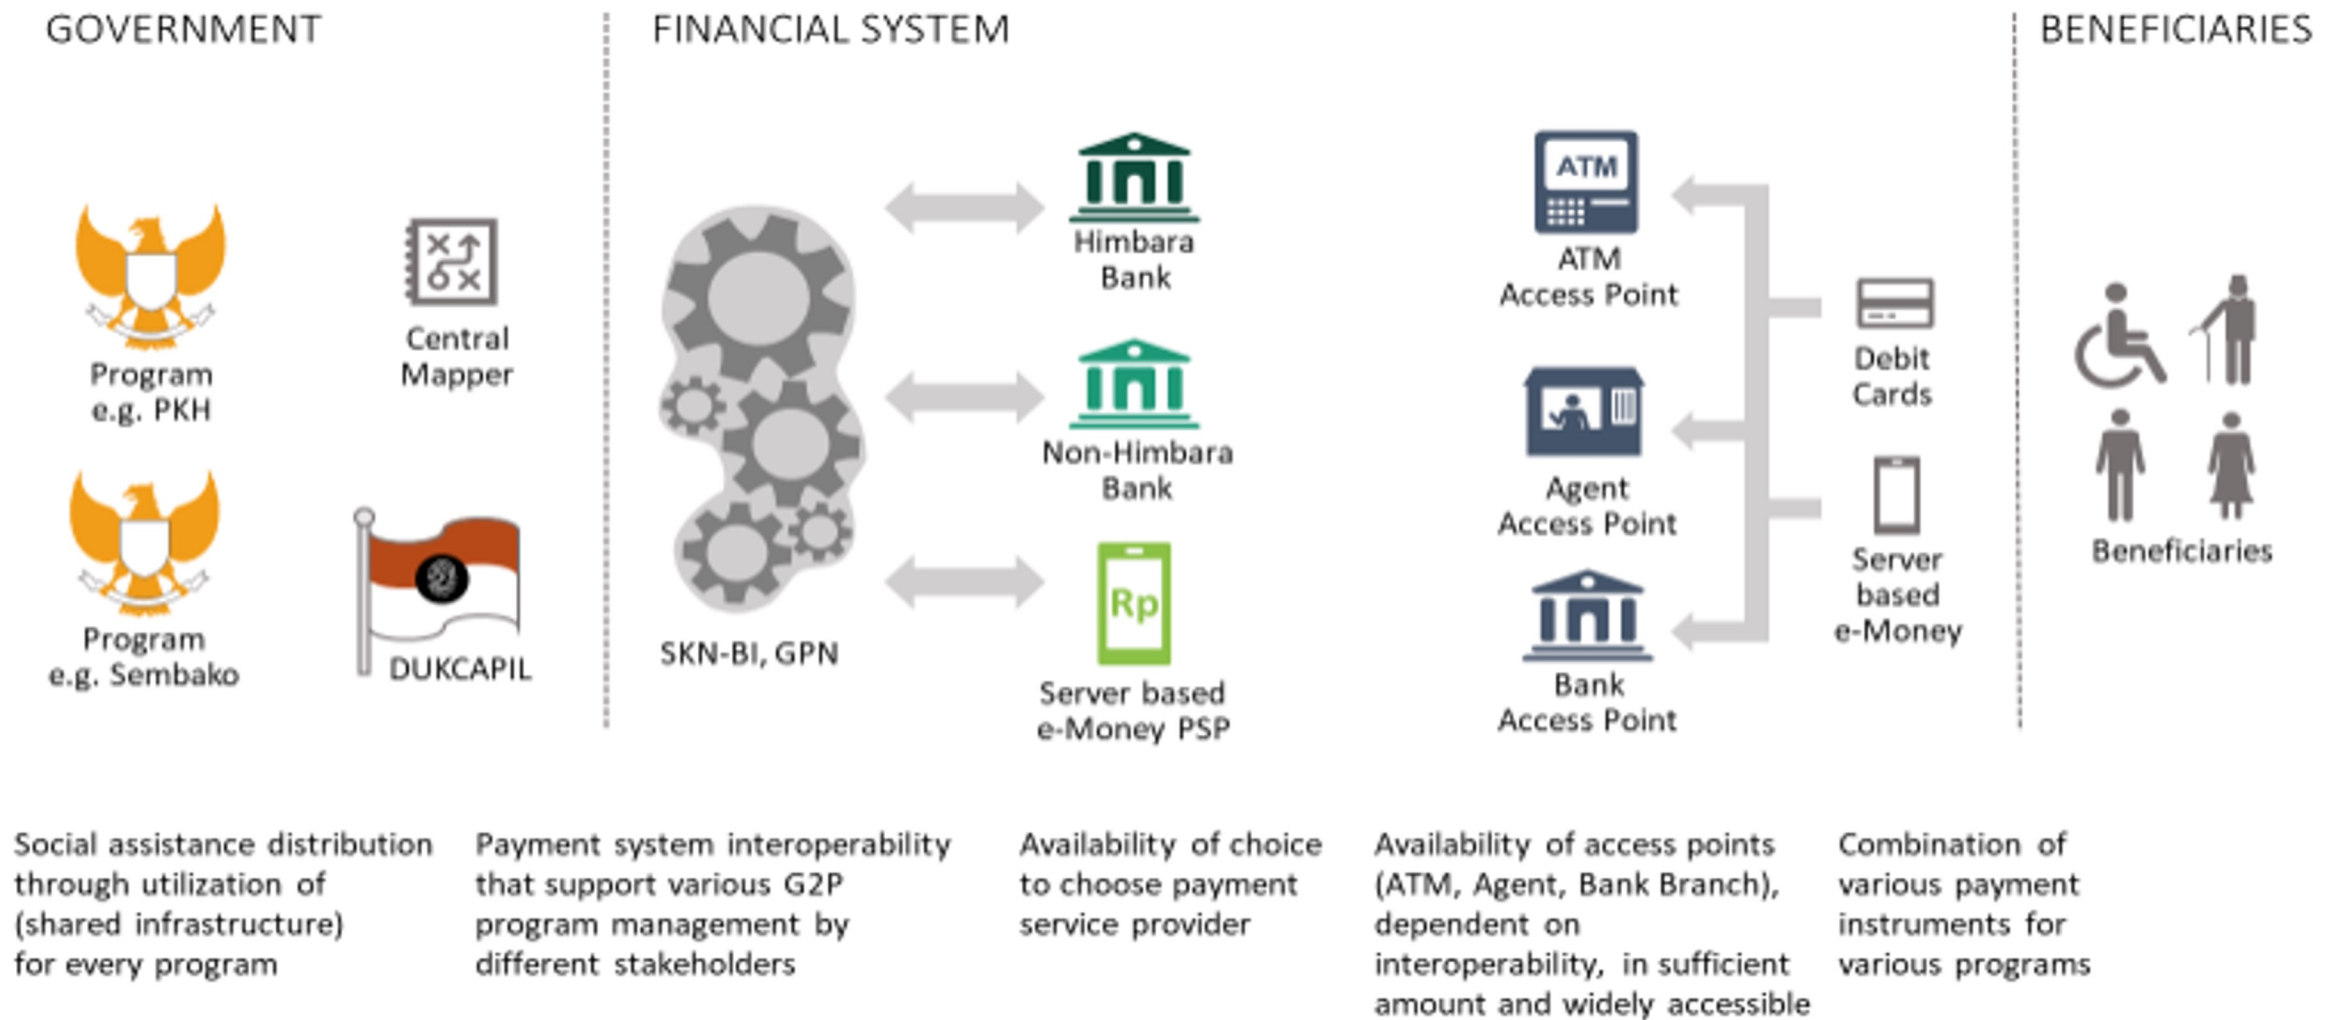 GOVERNMENT
FINANCIAL SYSTEM
BENEFICIARIES
Program
e.g. PKH
Central
Mapper
Program
e.g. Sembako
DUKCAPIL
SKN-BI, GPN
Himbara
Bank
Non-Himbara
Bank
Rp
Server based
e-Money PSP
ATM
ATM
Access Point
Agent
Access Point
Bank
Access Point
Debit
Cards
Server
based
e-Money
Beneficiaries
Social assistance distribution
through utilization of
(shared infrastructure)
for every program
Payment system interoperability
that support various G2P
program management by
different stakeholders
Availability of choice
to choose payment
service provider
Availability of access points
(ATM, Agent, Bank Branch),
dependent on
interoperability, in sufficient
amount and widely accessible
Combination of
various payment
instruments for
various programs